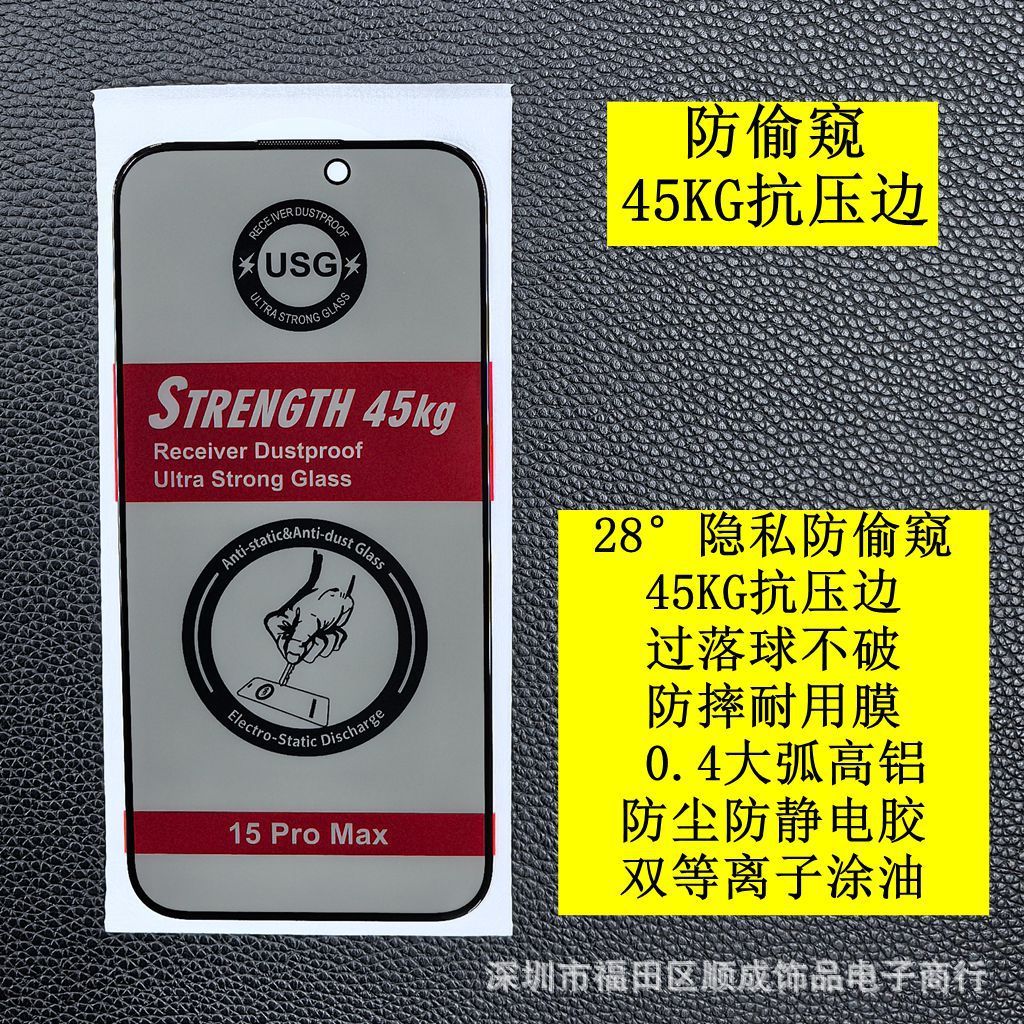 防偷窥
45KG抗压边
RECEIVER DUSTPROOF
USG
ULTRA STRONG GLASS
STRENGTH 45kg
Receiver Dustproof
Ultra Strong Glass
Anti-static&Anti-dust Glass
Electro-Static Discharge
15 Pro Max
28°隐私防偷窥
45KG抗压边
过落球不破
防摔耐用膜
0.4大弧高铝
防尘防静电胶
双等离子涂油
深圳市福田区顺成饰品电子商行